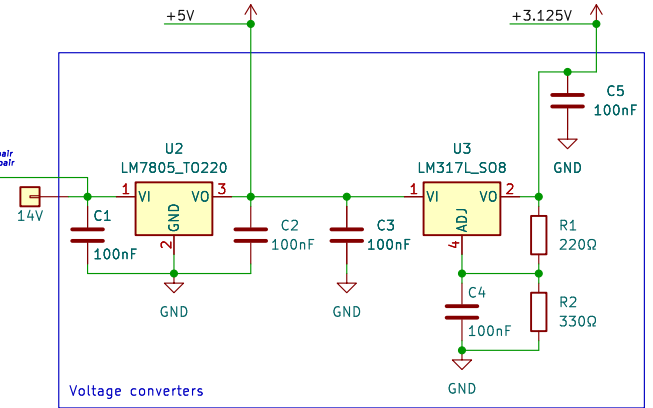 +5V
+3.125V
pair
pair
14V
C1
100nF
U2
LM7805_TO220
1
VI
VO
3
GND
2
GND
C2
100nF
C3
100nF
GND
U3
LM317L_SO8
1
VI
VO
2
ADJ
4
C4
100nF
GND
R1
220Ω
R2
330Ω
C5
100nF
GND
Voltage converters